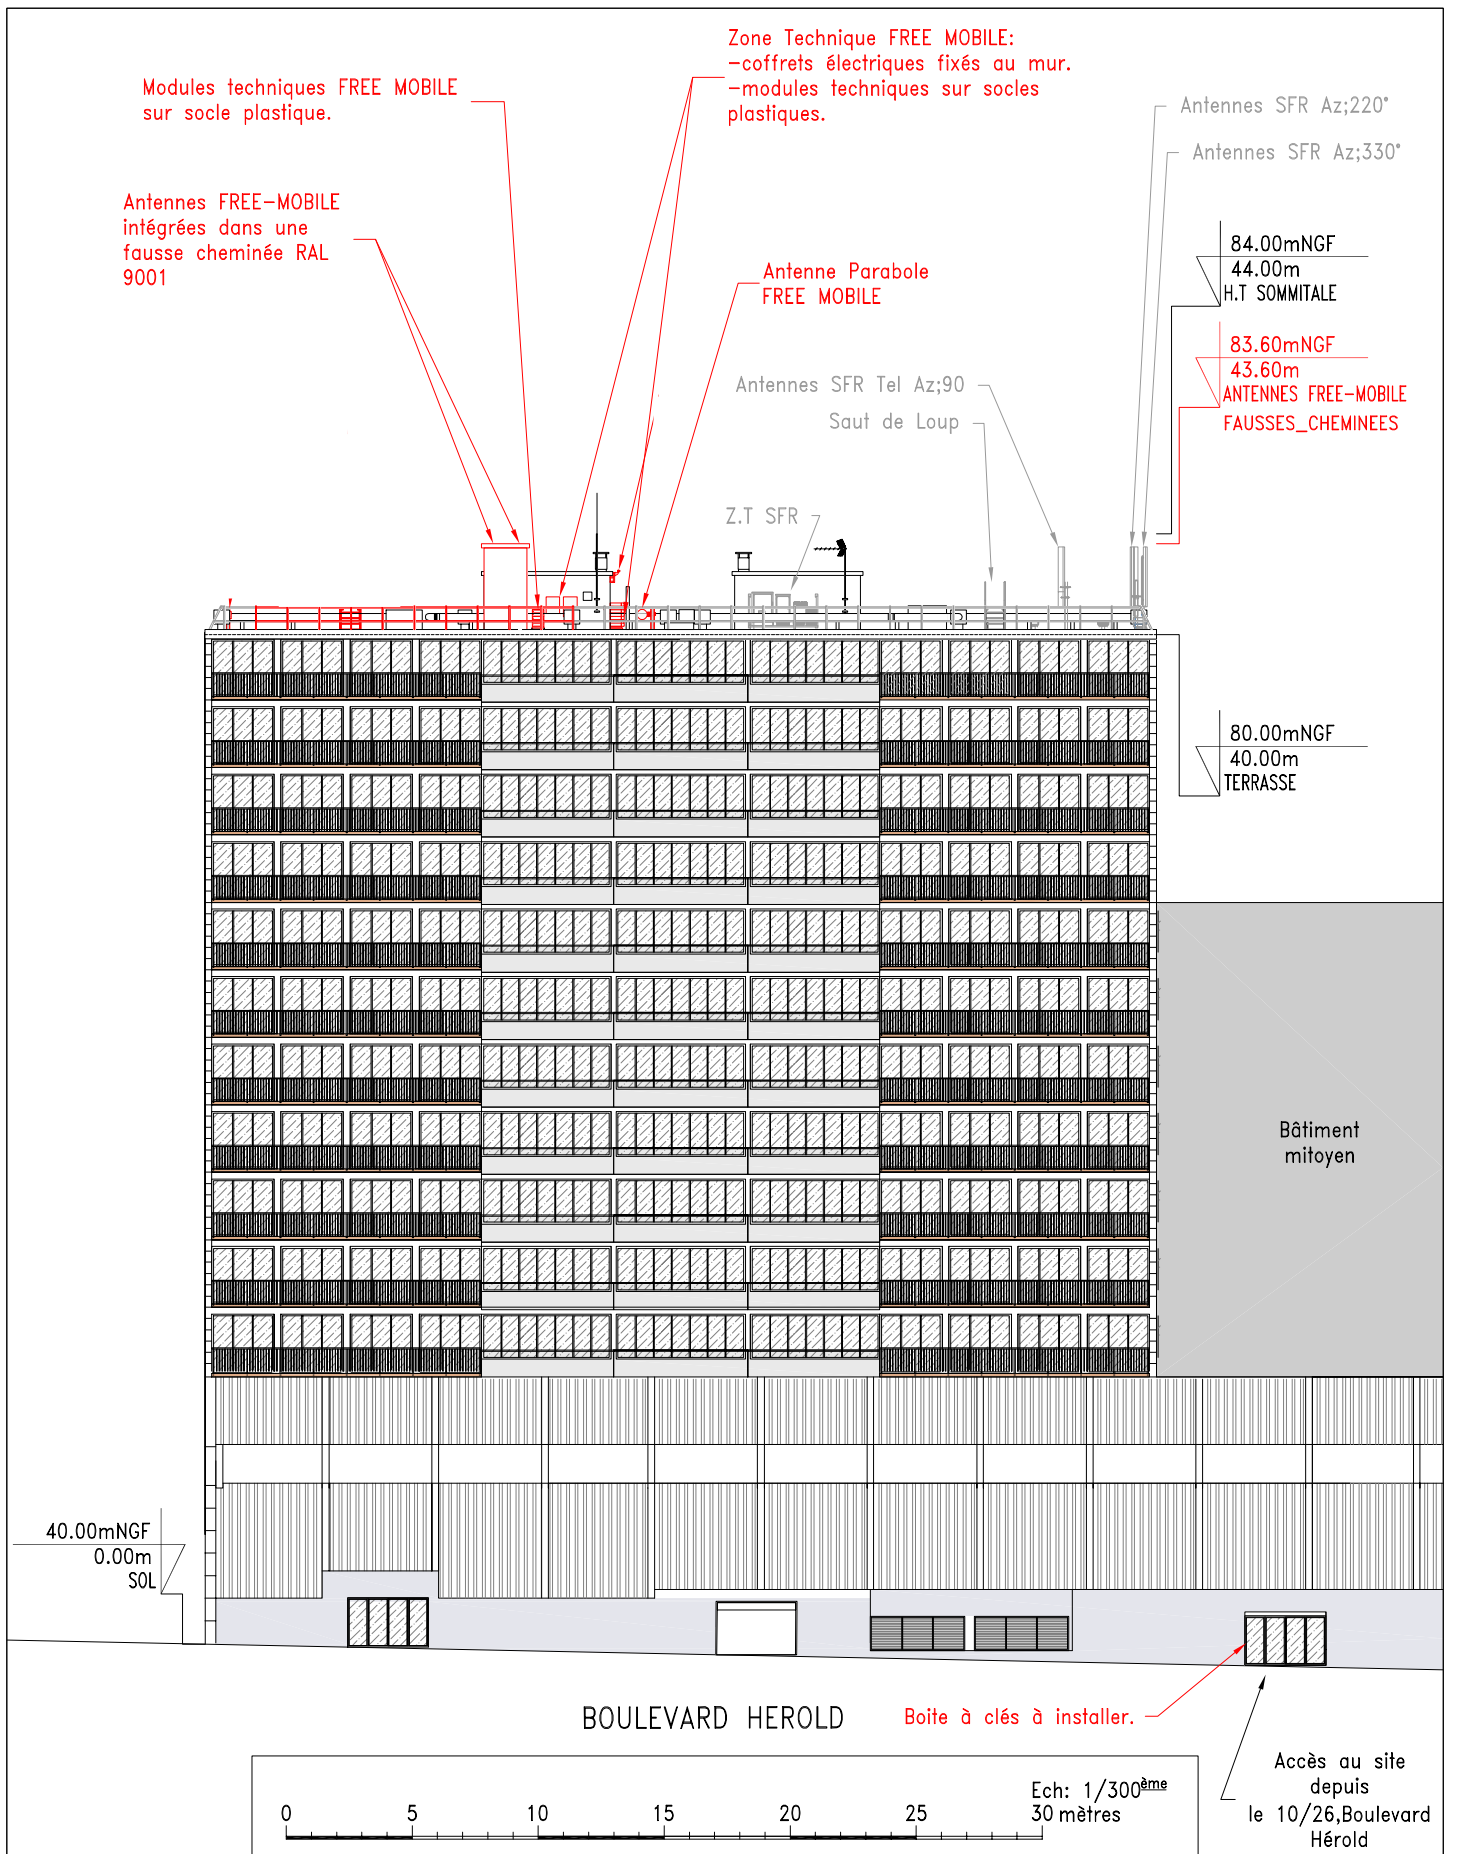 Zone Technique FREE MOBILE:
-coffrets électriques fixés au mur.
-modules techniques sur socles
plastiques.
Modules techniques FREE MOBILE
sur socle plastique.
Antennes SFR Az;220°
Antennes SFR Az;330°
Antennes FREE-MOBILE
intégrées dans une
fausse cheminée RAL
9001
84.00mNGF
44.00m
H.T SOMMITALE
Antenne Parabole
FREE MOBILE
83.60mNGF
43.60m
ANTENNES FREE-MOBILE
FAUSSES_CHEMINEES
Antennes SFR Tel Az;90
Saut de Loup
Z.T SFR
80.00mNGF
40.00m
TERRASSE
Bâtiment
mitoyen
40.00mNGF
0.00m
SOL
BOULEVARD HEROLD
Boite à clés à installer.
Accès au site
depuis
le 10/26,Boulevard
Hérold
Ech: 1/300ème
0 5 10 15 20 25 30 mètres